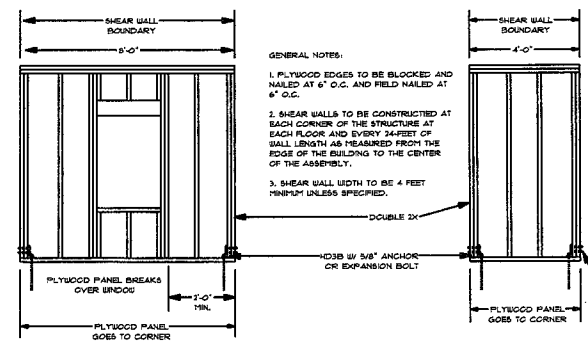 SHEAR WALL
BOUNDARY
8'-0"
GENERAL NOTES:
1. PLYWOOD EDGES TO BE BLOCKED AND
NAILED AT 6" O.C. AND FIELD NAILED AT
6" O.C.
2. SHEAR WALLS TO BE CONSTRUCTED AT
EACH CORNER OF THE STRUCTURE AT
EACH FLOOR AND EVERY 24-FEET OF
WALL LENGTH AS MEASURED FROM THE
EDGE OF THE BUILDING TO THE CENTER
OF THE ASSEMBLY.
3. SHEAR WALL WIDTH TO BE 4 FEET
MINIMUM UNLESS SPECIFIED.
DOUBLE 2X
HD3B W/ 5/8" ANCHOR
OR EXPANSION BOLT
PLYWOOD PANEL BREAKS
OVER WINDOW
2'-0"
MIN.
PLYWOOD PANEL
GOES TO CORNER
SHEAR WALL
BOUNDARY
4'-0"
PLYWOOD PANEL
GOES TO CORNER